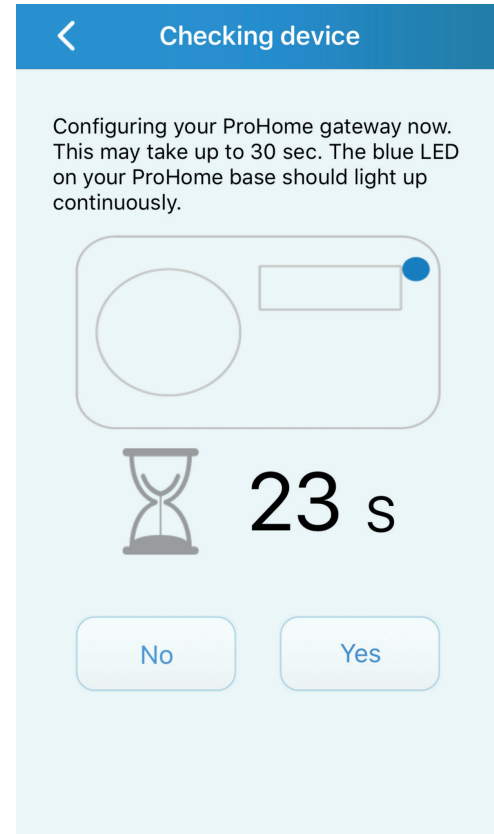 Checking device
Configuring your ProHome gateway now.
This may take up to 30 sec. The blue LED
on your ProHome base should light up
continuously.
23 s
No
Yes